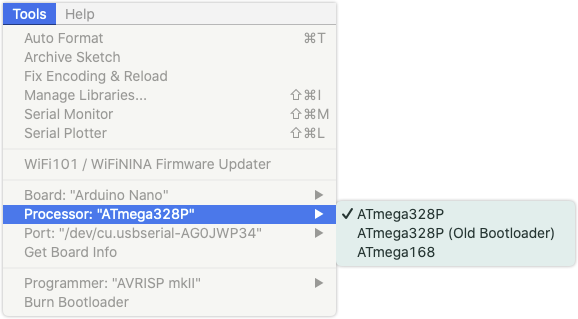 Tools Help
Auto Format ⌘T
Archive Sketch
Fix Encoding & Reload
Manage Libraries... ⇧⌘I
Serial Monitor ⇧⌘M
Serial Plotter ⇧⌘L
WiFi101 / WiFiNINA Firmware Updater
Board: "Arduino Nano"
Processor: "ATmega328P" ✓ ATmega328P
Port: "/dev/cu.usbserial-AG0JWP34" ATmega328P (Old Bootloader)
Get Board Info ATmega168
Programmer: "AVRISP mkII"
Burn Bootloader